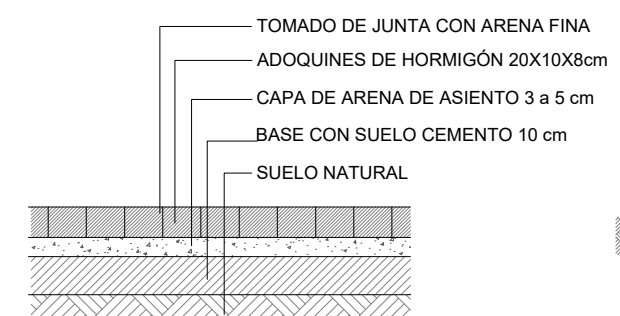 TOMADO DE JUNTA CON ARENA FINA
ADOQUINES DE HORMIGÓN 20X10X8cm
CAPA DE ARENA DE ASIENTO 3 a 5 cm
BASE CON SUELO CEMENTO 10 cm
SUELO NATURAL